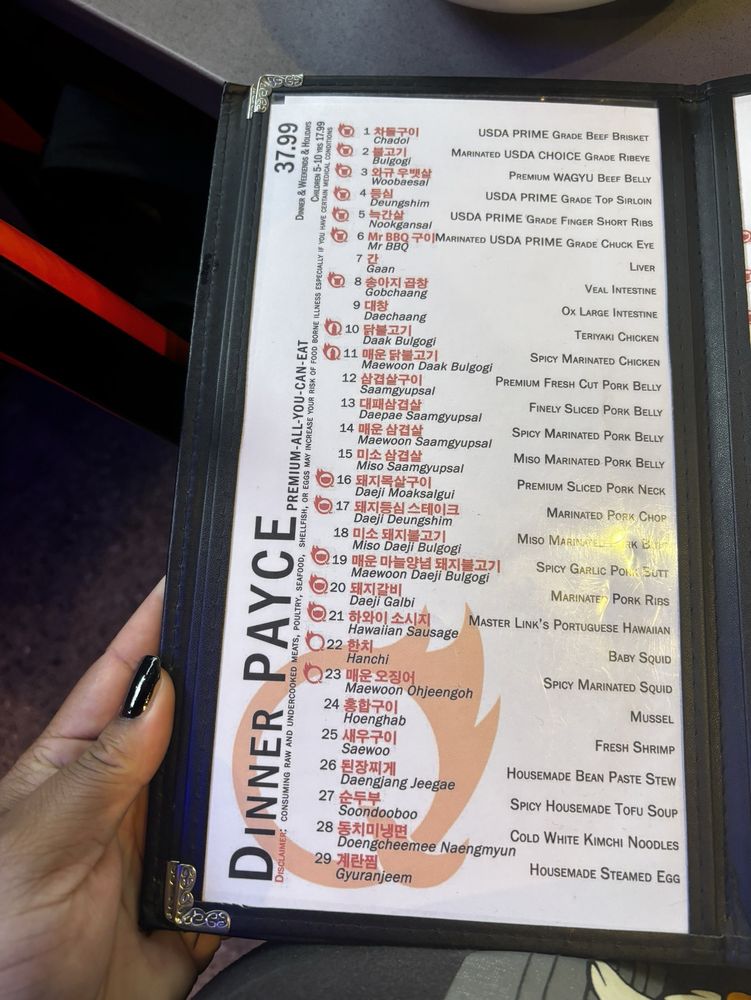 DINNER PAYCE
PREMIUM-ALL-YOU-CAN-EAT
37.99
DINNER & WEEKENDS & HOLIDAYS
CHILDREN 5-10 YRS 17.99
DISCLAIMER: CONSUMING RAW AND UNDERCOOKED MEATS, POULTRY, SEAFOOD, SHELLFISH, OR EGGS MAY INCREASE YOUR RISK OF FOOD BORNE ILLNESS ESPECIALLY IF YOU HAVE CERTAIN MEDICAL CONDITIONS
1 차돌구이 USDA PRIME GRADE BEEF BRISKET
Chadol
2 불고기 MARINATED USDA CHOICE GRADE RIBEYE
Bulgogi
3 와규 우삣살 PREMIUM WAGYU BEEF BELLY
Woobaesal
4 등심 USDA PRIME GRADE TOP SIRLOIN
Deungshim
5 늑간살 USDA PRIME GRADE FINGER SHORT RIBS
Nookgansal
6 Mr BBQ 구이 MARINATED USDA PRIME GRADE CHUCK EYE
Mr BBQ
7 간 LIVER
Gaan
8 송아지 곱창 VEAL INTESTINE
Gobchaang
9 대창 OX LARGE INTESTINE
Daechaang
10 닭불고기 TERIYAKI CHICKEN
Daak Bulgogi
11 매운 닭불고기 SPICY MARINATED CHICKEN
Maewoon Daak Bulgogi
12 삼겹살구이 PREMIUM FRESH CUT PORK BELLY
Saamgyupsal
13 대패삼겹살 FINELY SLICED PORK BELLY
Daepae Saamgyupsal
14 매운 삼겹살 SPICY MARINATED PORK BELLY
Maewoon Saamgyupsal
15 미소 삼겹살 MISO MARINATED PORK BELLY
Miso Saamgyupsal
16 돼지목살구이 PREMIUM SLICED PORK NECK
Daeji Moaksalgui
17 돼지등심 스테이크 MARINATED PORK CHOP
Daeji Deungshim
18 미소 돼지불고기 MISO MARINATED PORK BUTT
Miso Daeji Bulgogi
19 매운 마늘양념 돼지불고기 SPICY GARLIC PORK BUTT
Maewoon Daeji Bulgogi
20 돼지갈비 MARINATED PORK RIBS
Daeji Galbi
21 하와이 소시지 MASTER LINK'S PORTUGUESE HAWAIIAN
Hawaiian Sausage
22 한치 BABY SQUID
Hanchi
23 매운 오징어 SPICY MARINATED SQUID
Maewoon Ohjeengoh
24 홍합구이 MUSSEL
Hoenghab
25 새우구이 FRESH SHRIMP
Saewoo
26 된장찌게 HOUSEMADE BEAN PASTE STEW
Daengjang Jeegae
27 순두부 SPICY HOUSEMADE TOFU SOUP
Soondooboo
28 동치미냉면 COLD WHITE KIMCHI NOODLES
Doengcheemee Naengmyun
29 계란찜 HOUSEMADE STEAMED EGG
Gyuranjeem